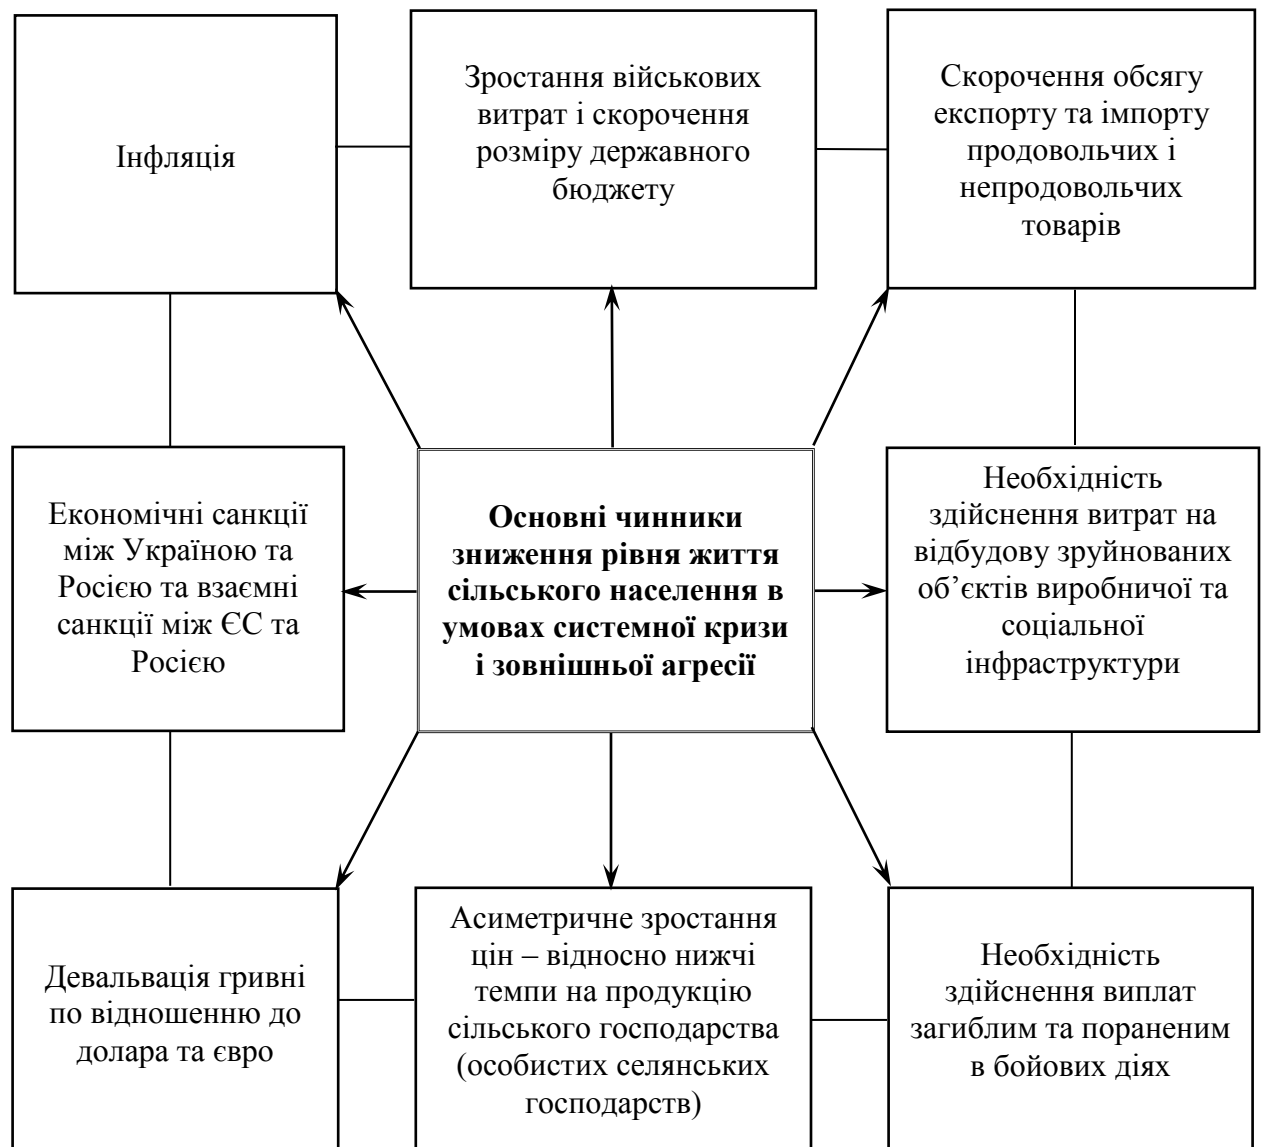 Інфляція
Зростання військових
витрат і скорочення
розміру державного
бюджету
Скорочення обсягу
експорту та імпорту
продовольчих і
непродовольчих
товарів
Економічні санкції
між Україною та
Росією та взаємні
санкції між ЄС та
Росією
Основні чинники
зниження рівня життя
сільського населення в
умовах системної кризи
і зовнішньої агресії
Необхідність
здійснення витрат на
відбудову зруйнованих
об’єктів виробничої та
соціальної
інфраструктури
Девальвація гривні
по відношенню до
долара та євро
Асиметричне зростання
цін – відносно нижчі
темпи на продукцію
сільського господарства
(особистих селянських
господарств)
Необхідність
здійснення виплат
загиблим та пораненим
в бойових діях